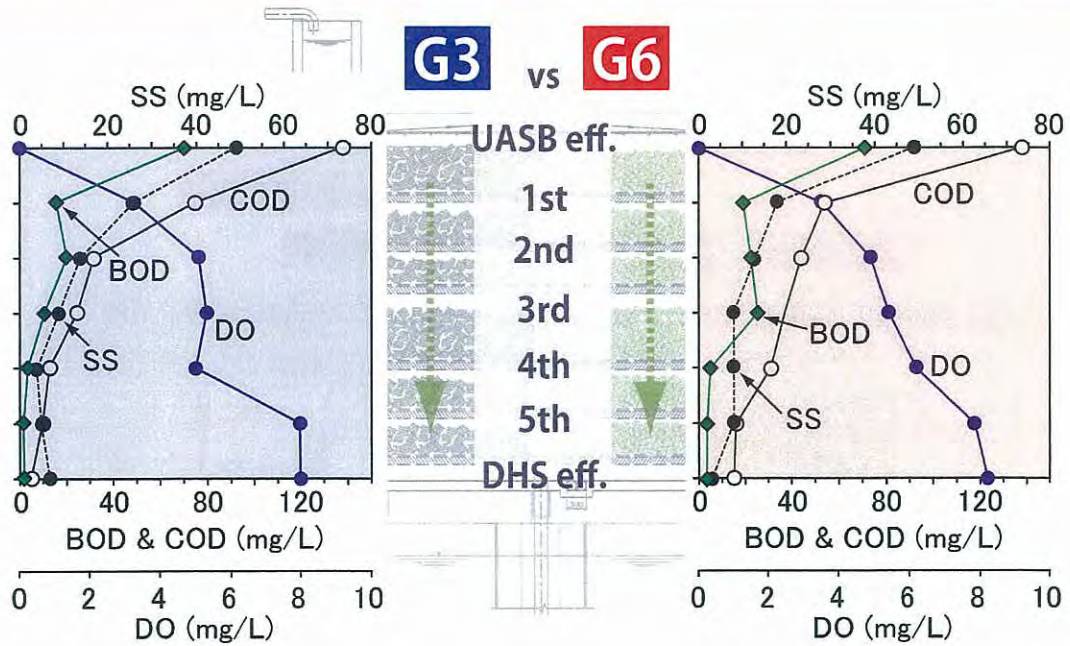 G3 vs G6
SS (mg/L)
0 20 40 60 80
COD
BOD
DO
SS
0 40 80 120
BOD & COD (mg/L)
0 2 4 6 8 10
DO (mg/L)
UASB eff.
1st
2nd
3rd
4th
5th
DHS eff.
SS (mg/L)
0 20 40 60 80
COD
BOD
DO
SS
0 40 80 120
BOD & COD (mg/L)
0 2 4 6 8 10
DO (mg/L)